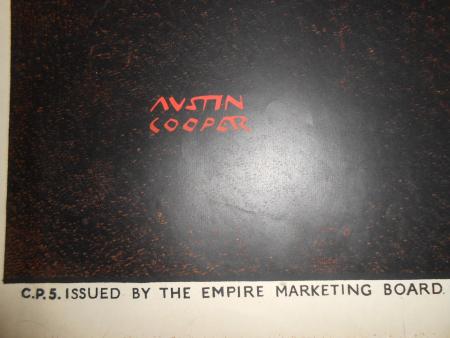 AUSTIN
COOPER
C.P.5. ISSUED BY THE EMPIRE MARKETING BOARD.